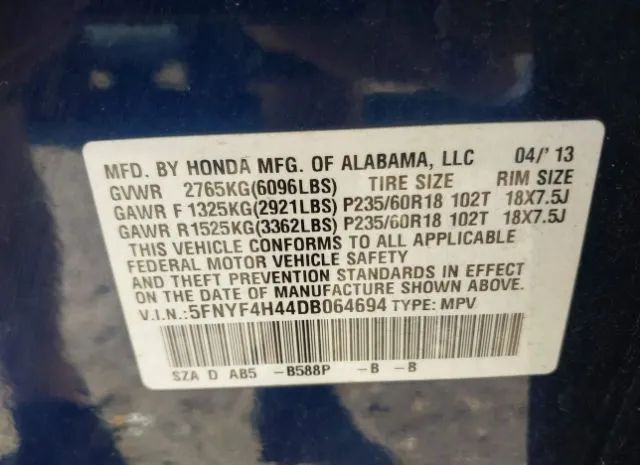 MFD. BY HONDA MFG. OF ALABAMA, LLC 04/'13
GVWR 2765KG(6096LBS) TIRE SIZE RIM SIZE
GAWR F 1325KG(2921LBS) P235/60R18 102T 18X7.5J
GAWR R 1525KG(3362LBS) P235/60R18 102T 18X7.5J
THIS VEHICLE CONFORMS TO ALL APPLICABLE
FEDERAL MOTOR VEHICLE SAFETY
AND THEFT PREVENTION STANDARDS IN EFFECT
ON THE DATE OF MANUFACTURE SHOWN ABOVE.
V.I.N.:5FNYF4H44DB064694 TYPE: MPV
SZA D AB5 -B588P -B -B